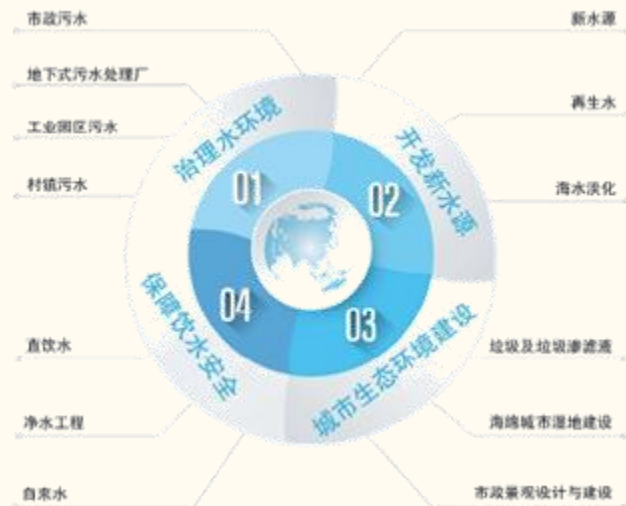 市政污水
地下式污水处理厂
工业园区污水
村镇污水
新水源
再生水
海水淡化
治理水环境
开发新水源
01
02
04
03
保障饮水安全
城市生态环境建设
直饮水
净水工程
自来水
垃圾及垃圾渗滤液
海绵城市湿地建设
市政景观设计与建设